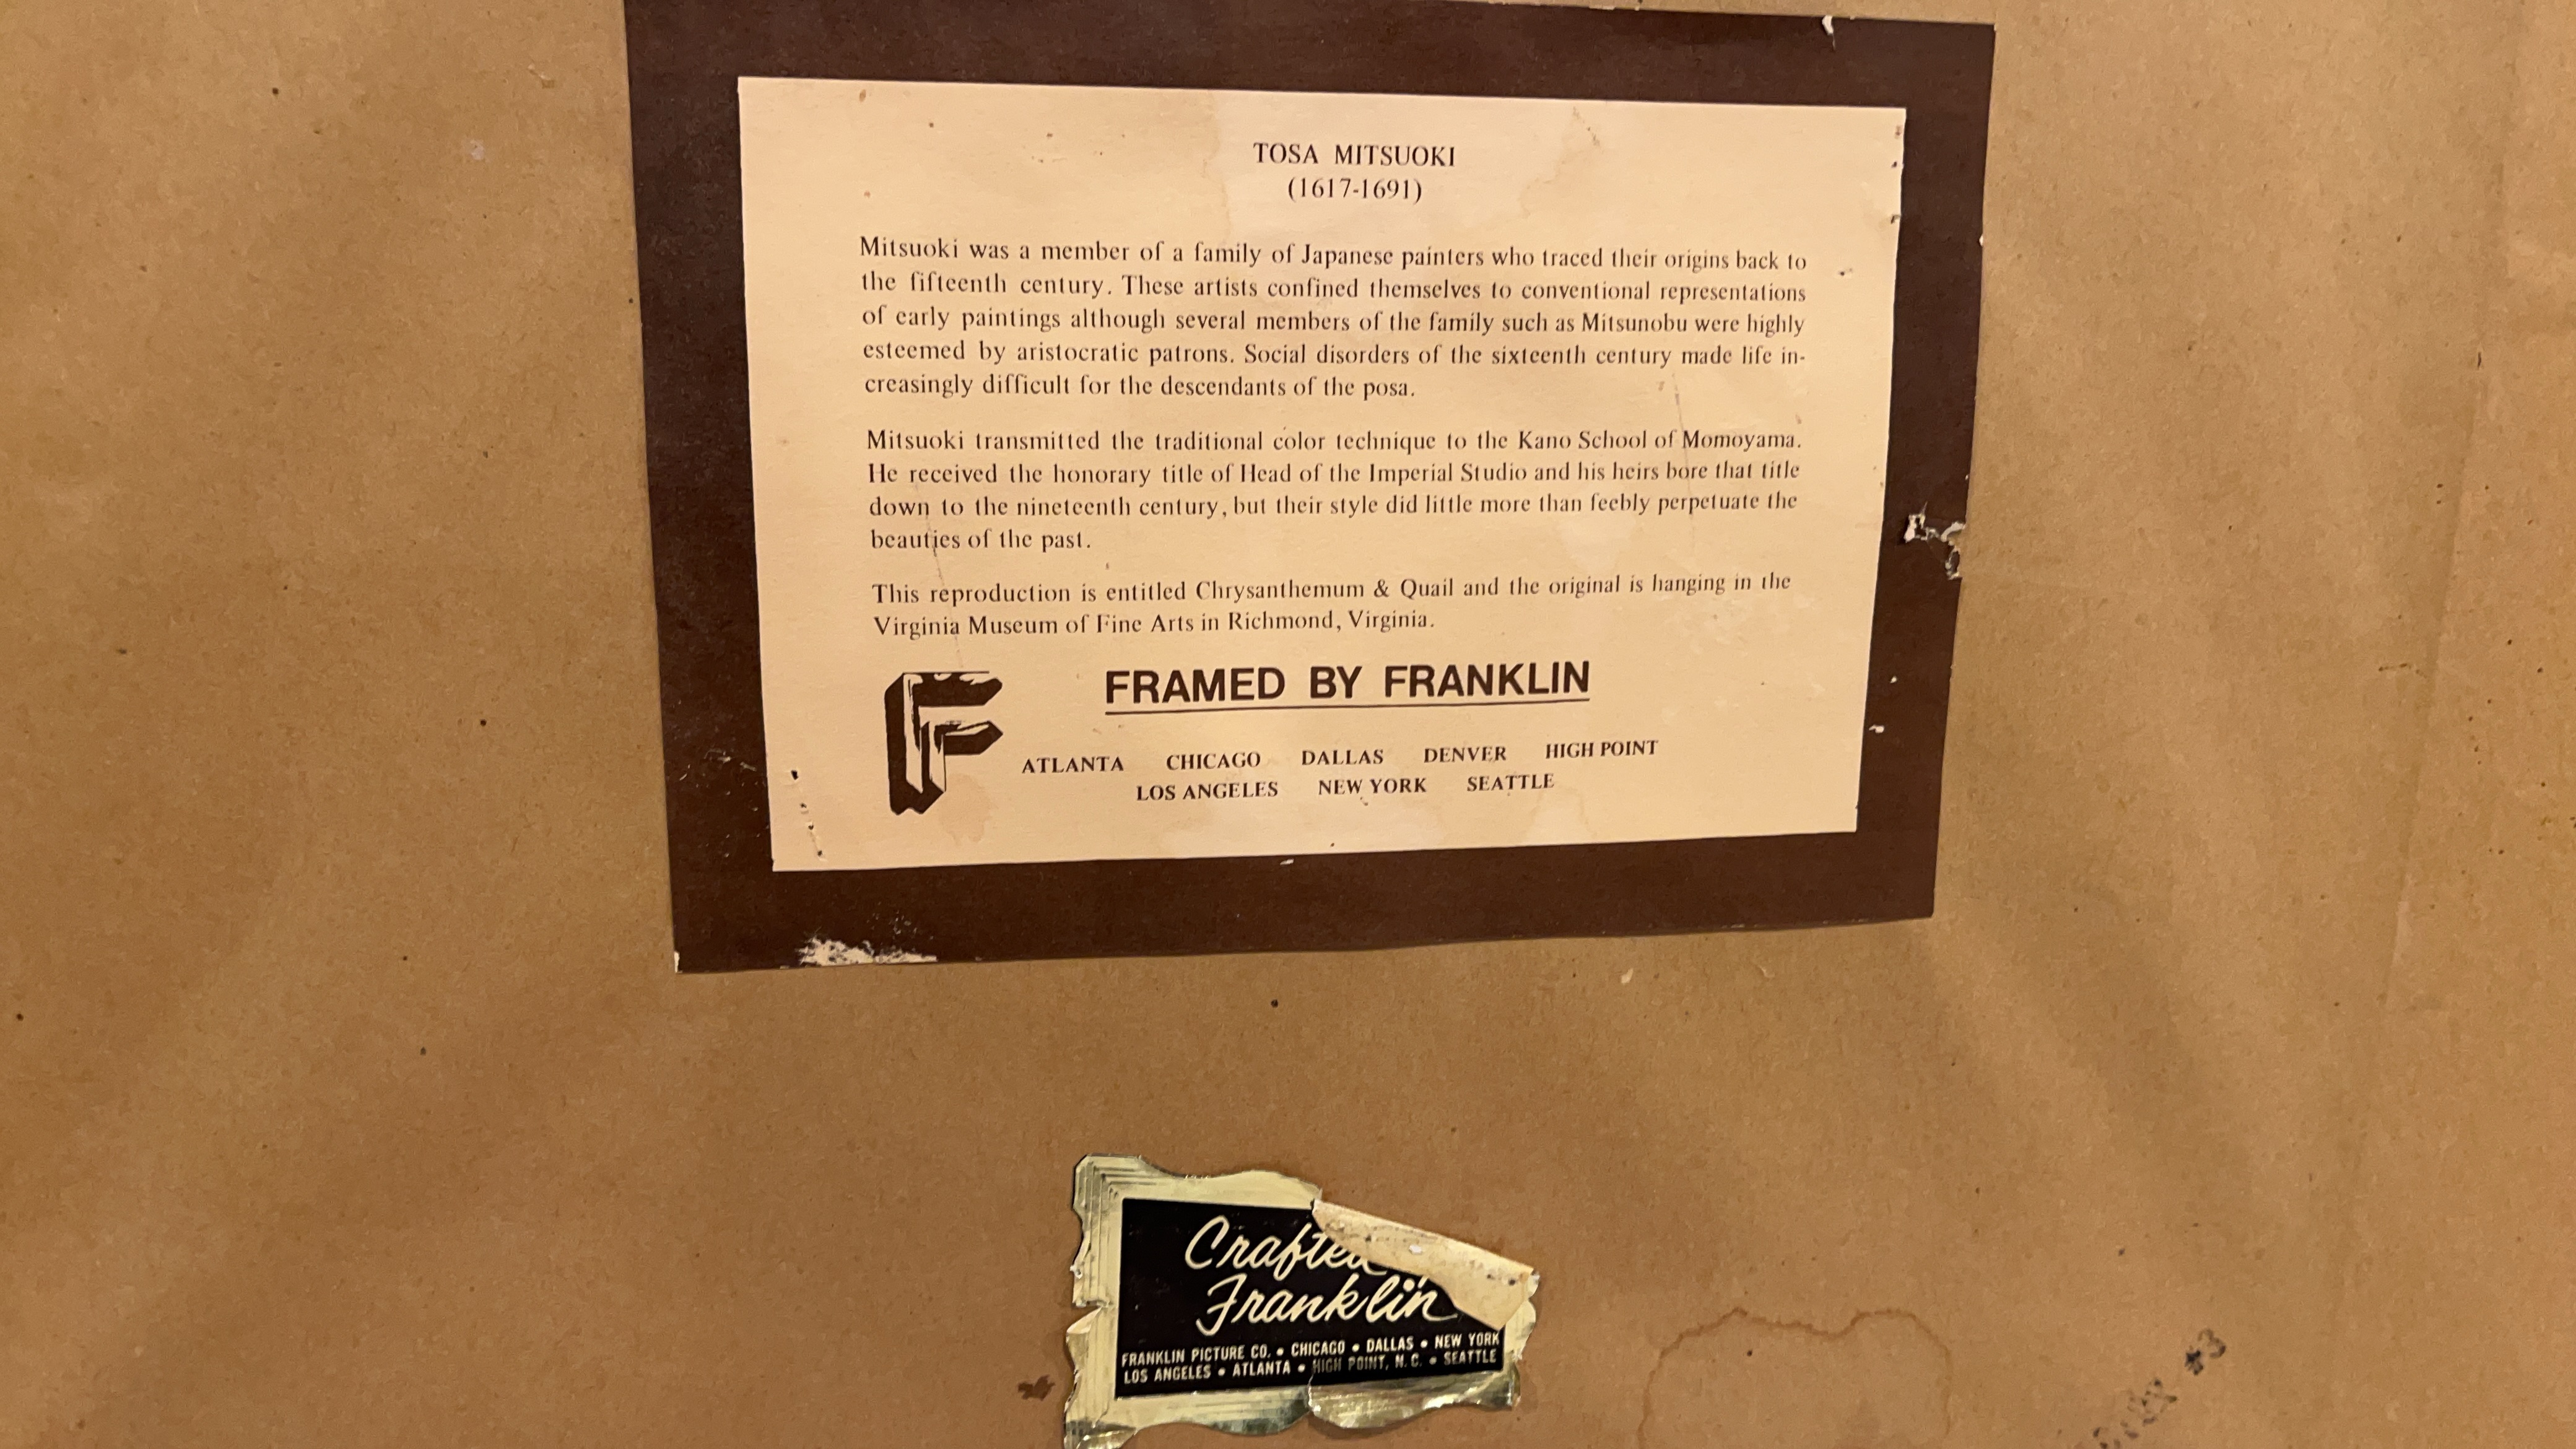 TOSA MITSUOKI
(1617-1691)
Mitsuoki was a member of a family of Japanese painters who traced their origins back to
the fifteenth century. These artists confined themselves to conventional representations
of early paintings although several members of the family such as Mitsunobu were highly
esteemed by aristocratic patrons. Social disorders of the sixteenth century made life in-
creasingly difficult for the descendants of the posa.
Mitsuoki transmitted the traditional color technique to the Kano School of Momoyama.
He received the honorary title of Head of the Imperial Studio and his heirs bore that title
down to the nineteenth century, but their style did little more than feebly perpetuate the
beauties of the past.
This reproduction is entitled Chrysanthemum & Quail and the original is hanging in the
Virginia Museum of Fine Arts in Richmond, Virginia.
F
FRAMED BY FRANKLIN
ATLANTA CHICAGO DALLAS DENVER HIGH POINT
LOS ANGELES NEW YORK SEATTLE
Crafted
Franklin
FRANKLIN PICTURE CO. • CHICAGO • DALLAS • NEW YORK
LOS ANGELES • ATLANTA • HIGH POINT, N. C. • SEATTLE
#3